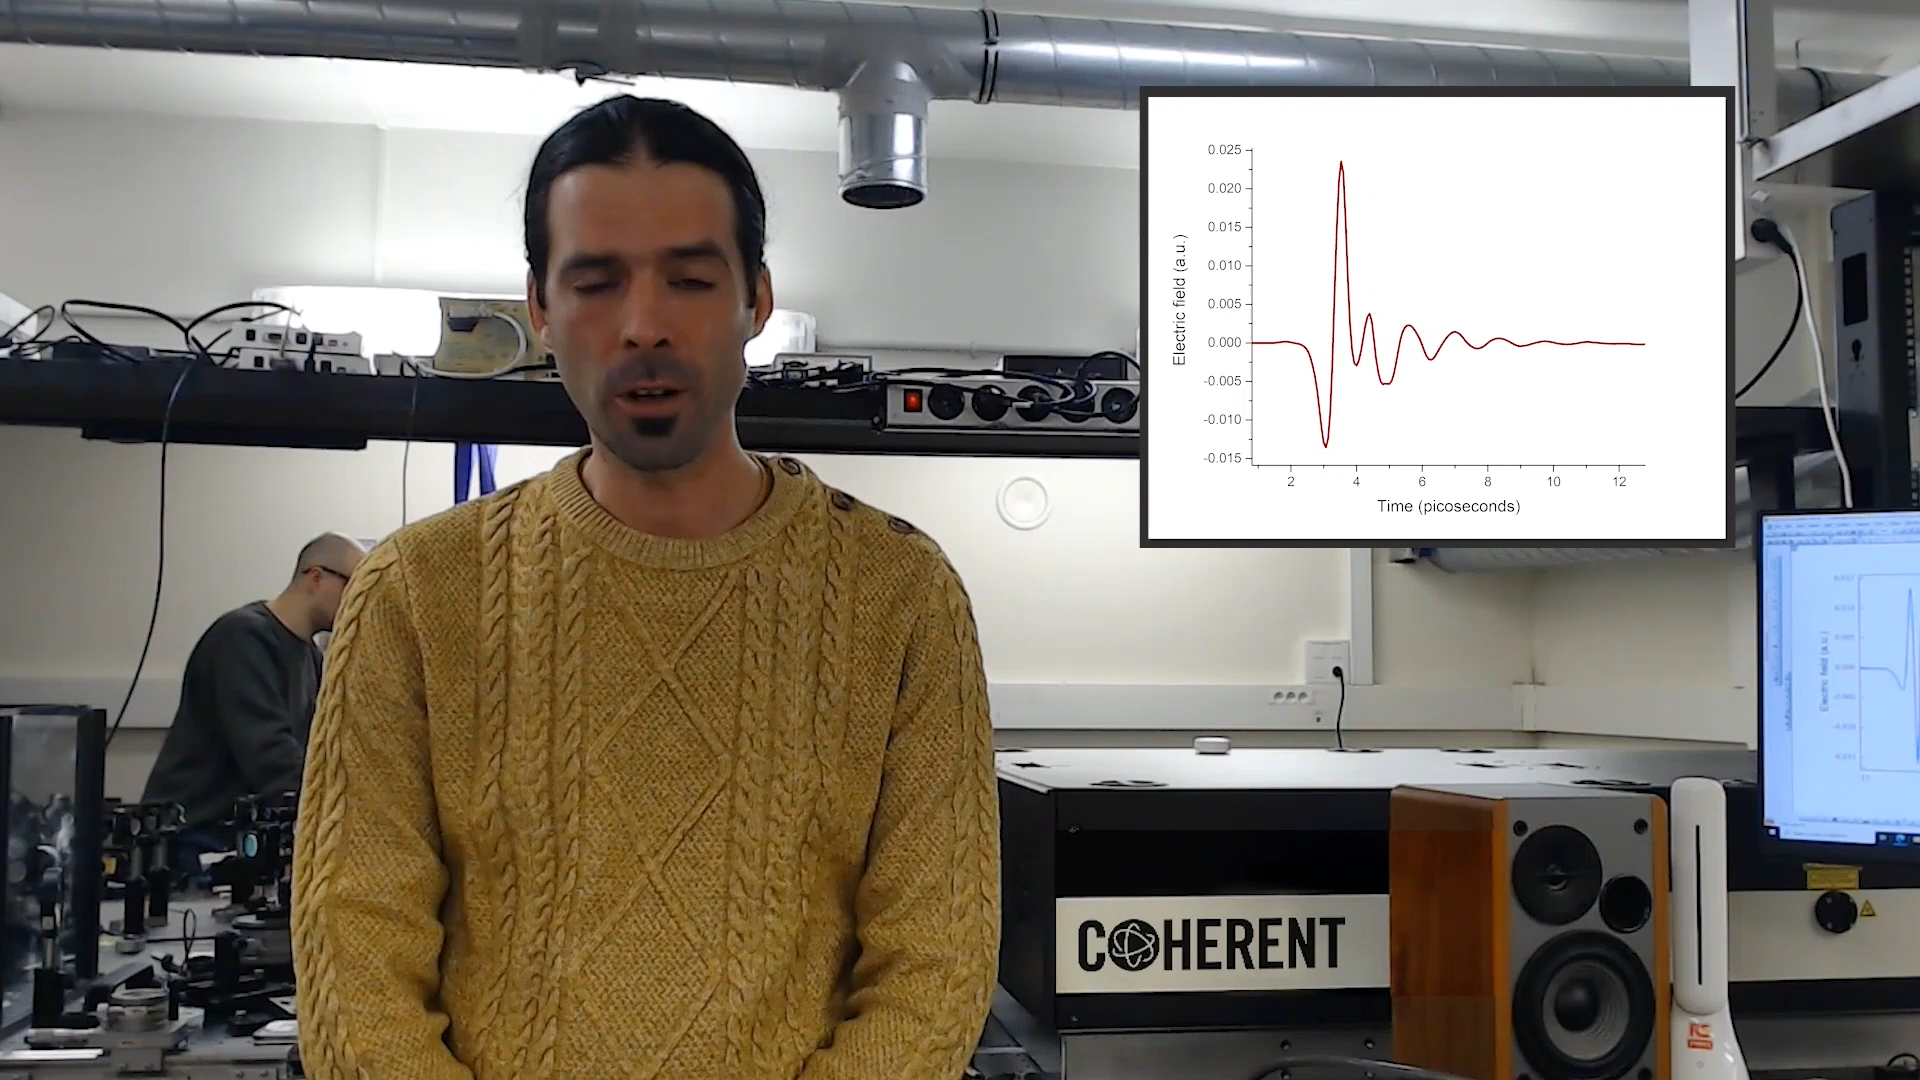 0.025
0.020
0.015
0.010
0.005
0.000
-0.005
-0.010
-0.015
Electric field (a.u.)
2 4 6 8 10 12
Time (picoseconds)
COHERENT